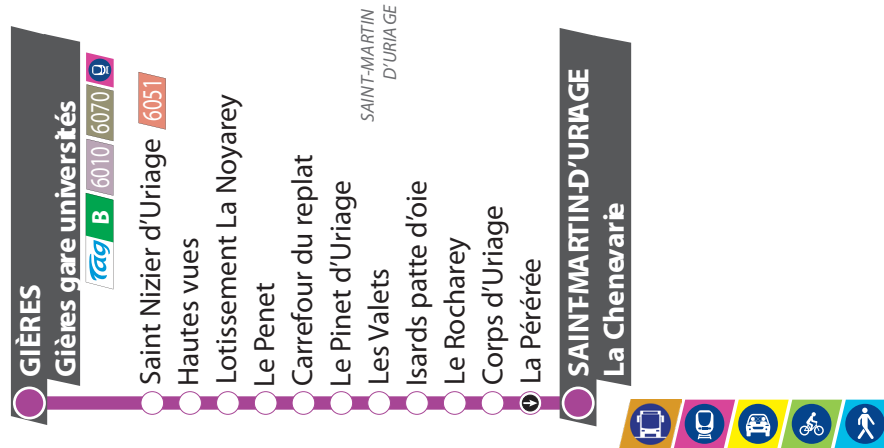 GIÈRES
Gières gare universités
Tag B 6010 6070
Saint Nizier d'Uriage 6051
Hautes vues
Lotissement La Noyarey
Le Penet
Carrefour du replat
Le Pinet d'Uriage
SAINT-MARTIN
D'URIAGE
Les Valets
Isards patte d'oie
Le Rocharey
Corps d'Uriage
La Pérérée
SAINT-MARTIN-D'URIAGE
La Chenevarie